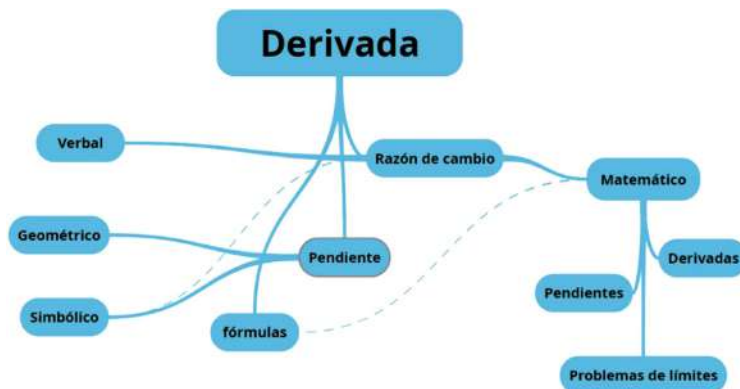 Derivada
Verbal
Razón de cambio
Matemático
Geométrico
Pendiente
Derivadas
Pendientes
Simbólico
fórmulas
Problemas de límites